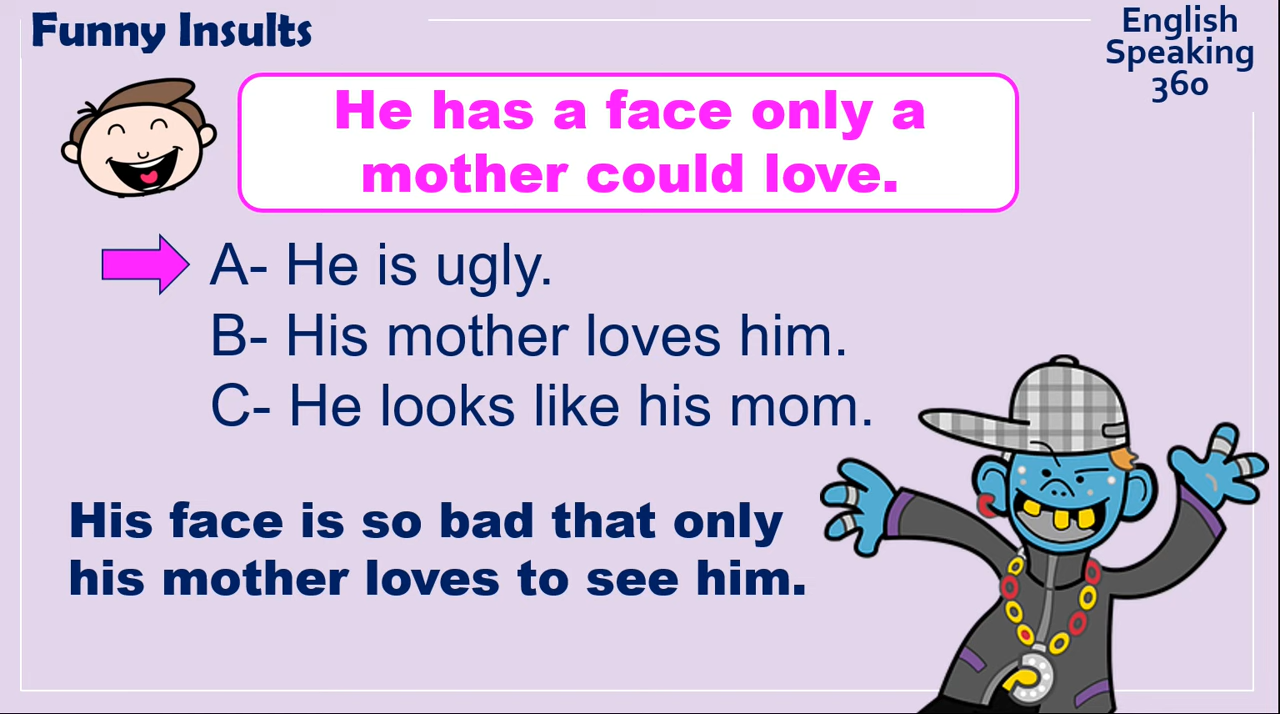 Funny Insults
English
Speaking
360
He has a face only a
mother could love.
A- He is ugly.
B- His mother loves him.
C- He looks like his mom.
His face is so bad that only
his mother loves to see him.